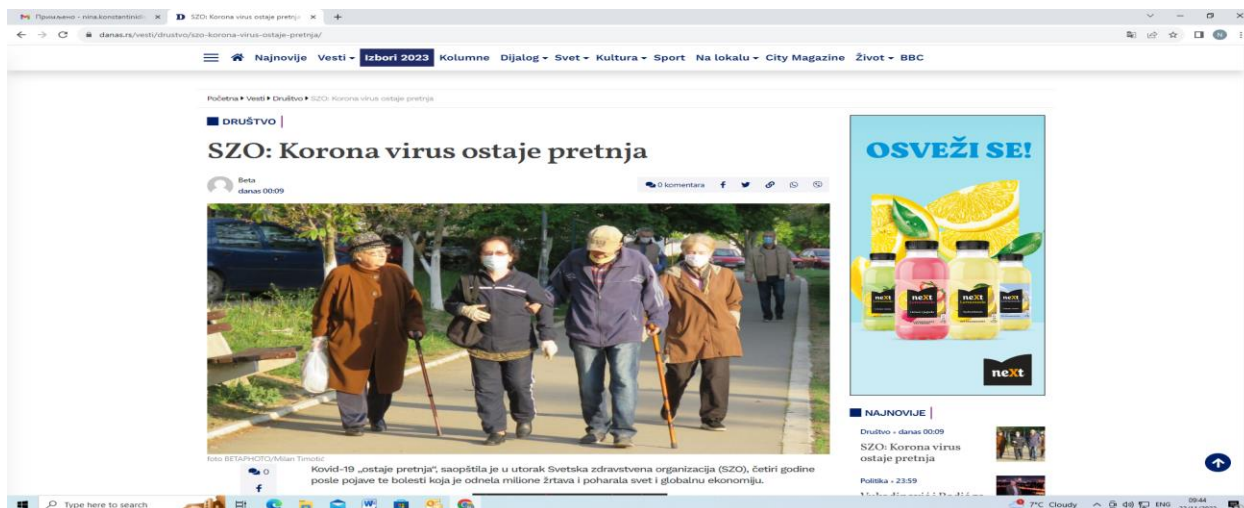 SZO: Korona virus ostaje pretnja
danas.rs/vesti/drustvo/szo-korona-virus-ostaje-pretnja/
Najnovije Vesti Izbori 2023 Kolumne Dijalog Svet Kultura Sport Na lokalu City Magazine Život BBC
Početna Vesti Društvo SZO: Korona virus ostaje pretnja
DRUŠTVO
SZO: Korona virus ostaje pretnja
Beta
danas 00:09
0 komentara
OSVEŽI SE!
neXt
neXt
neXt
neXt
neXt
foto BETAPHOTO/Milan Timotić
0
Kovid-19 „ostaje pretnja“, saopštila je u utorak Svetska zdravstvena organizacija (SZO), četiri godine
posle pojave te bolesti koja je odnela milione žrtava i poharala svet i globalnu ekonomiju.
NAJNOVIJE
Društvo - danas 00:09
SZO: Korona virus
ostaje pretnja
Politika - 23:59
Type here to search
7°C Cloudy
ENG
09:44